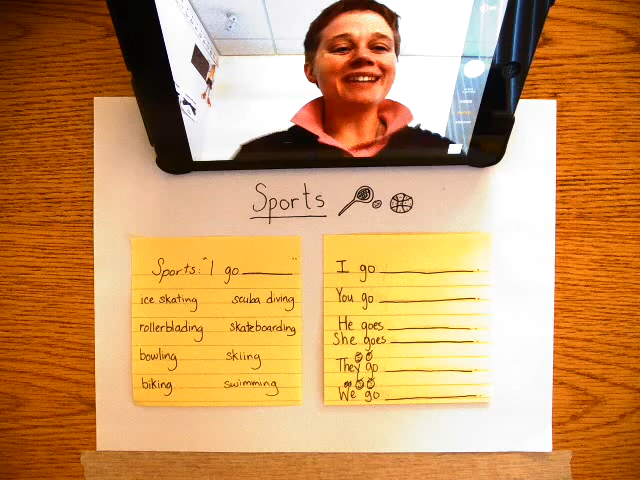 Sports
Sports: "I go ______"
ice skating scuba diving
rollerblading skateboarding
bowling skiing
biking swimming
I go ______.
You go ______.
He goes ______.
She goes
They go ______.
We go ______.